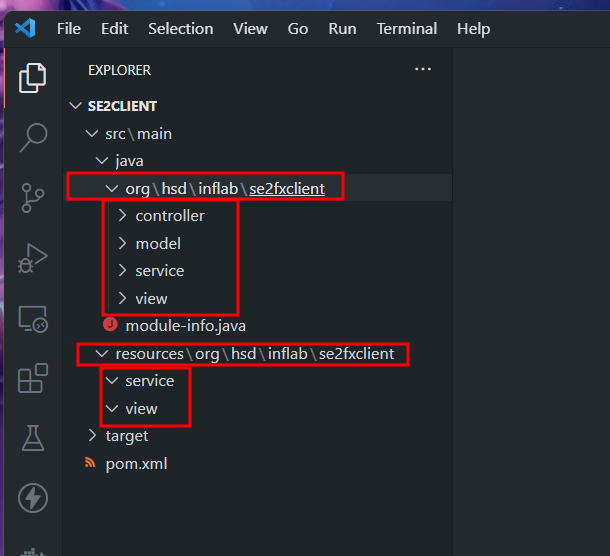 File Edit Selection View Go Run Terminal Help
EXPLORER ...
SE2CLIENT
src\main
java
org\hsd\inflab\se2fxclient
controller
model
service
view
J module-info.java
resources\org\hsd\inflab\se2fxclient
service
view
target
pom.xml